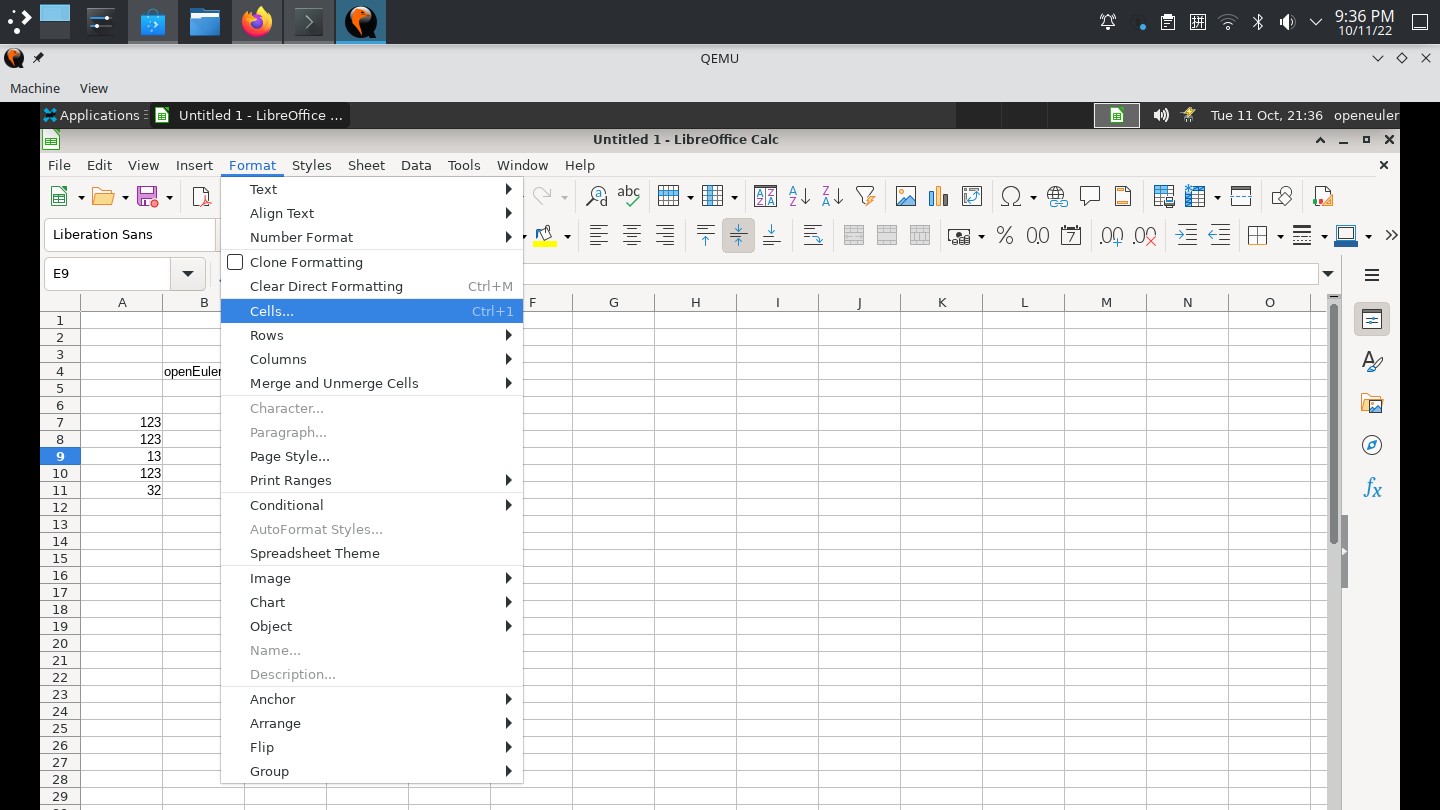 9:36 PM
10/11/22
QEMU
Machine View
Applications Untitled 1 - LibreOffice ... Tue 11 Oct, 21:36 openeuler
Untitled 1 - LibreOffice Calc
File Edit View Insert Format Styles Sheet Data Tools Window Help
Liberation Sans
E9
A B F G H I J K L M N O
1
2
3
4 openEuler
5
6
7 123
8 123
9 13
10 123
11 32
12
13
14
15
16
17
18
19
20
21
22
23
24
25
26
27
28
29
Text
Align Text
Number Format
Clone Formatting
Clear Direct Formatting Ctrl+M
Cells... Ctrl+1
Rows
Columns
Merge and Unmerge Cells
Character...
Paragraph...
Page Style...
Print Ranges
Conditional
AutoFormat Styles...
Spreadsheet Theme
Image
Chart
Object
Name...
Description...
Anchor
Arrange
Flip
Group